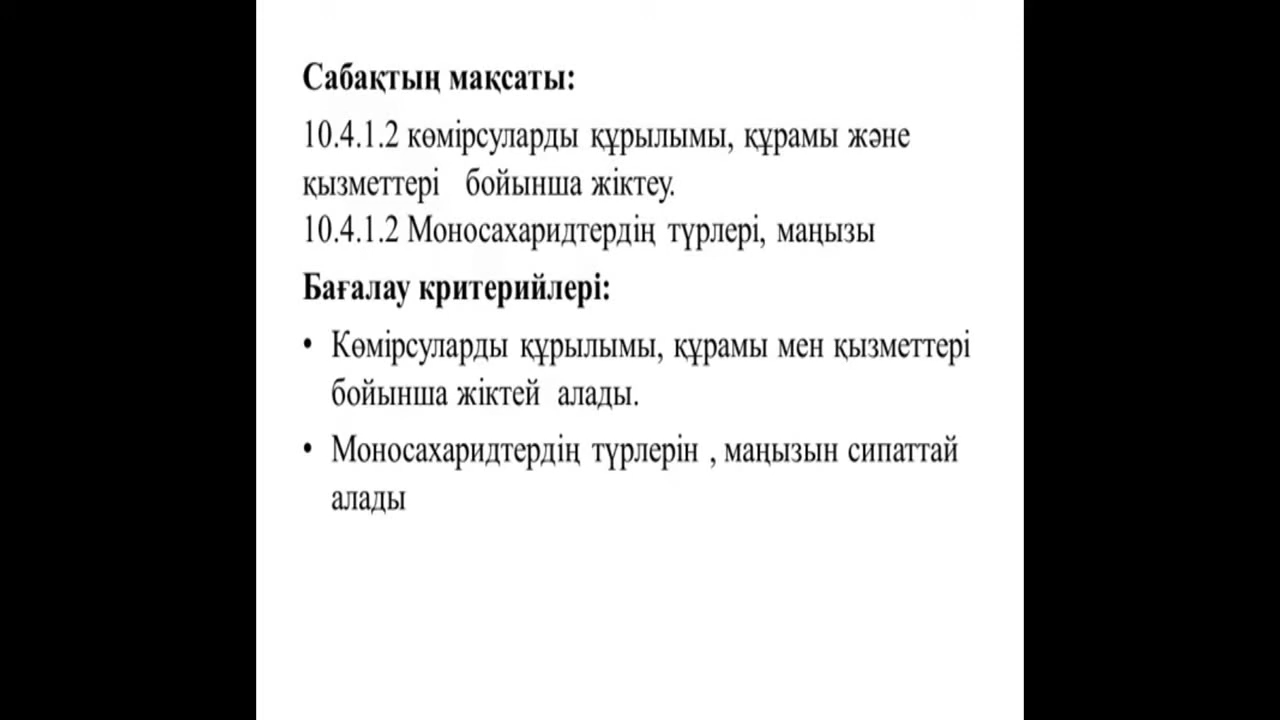 Сабақтың мақсаты:
10.4.1.2 көмірсуларды құрылымы, құрамы және
қызметтері бойынша жіктеу.
10.4.1.2 Моносахаридтердің түрлері, маңызы
Бағалау критерийлері:
• Көмірсуларды құрылымы, құрамы мен қызметтері
бойынша жіктей алады.
• Моносахаридтердің түрлерін , маңызын сипаттай
алады